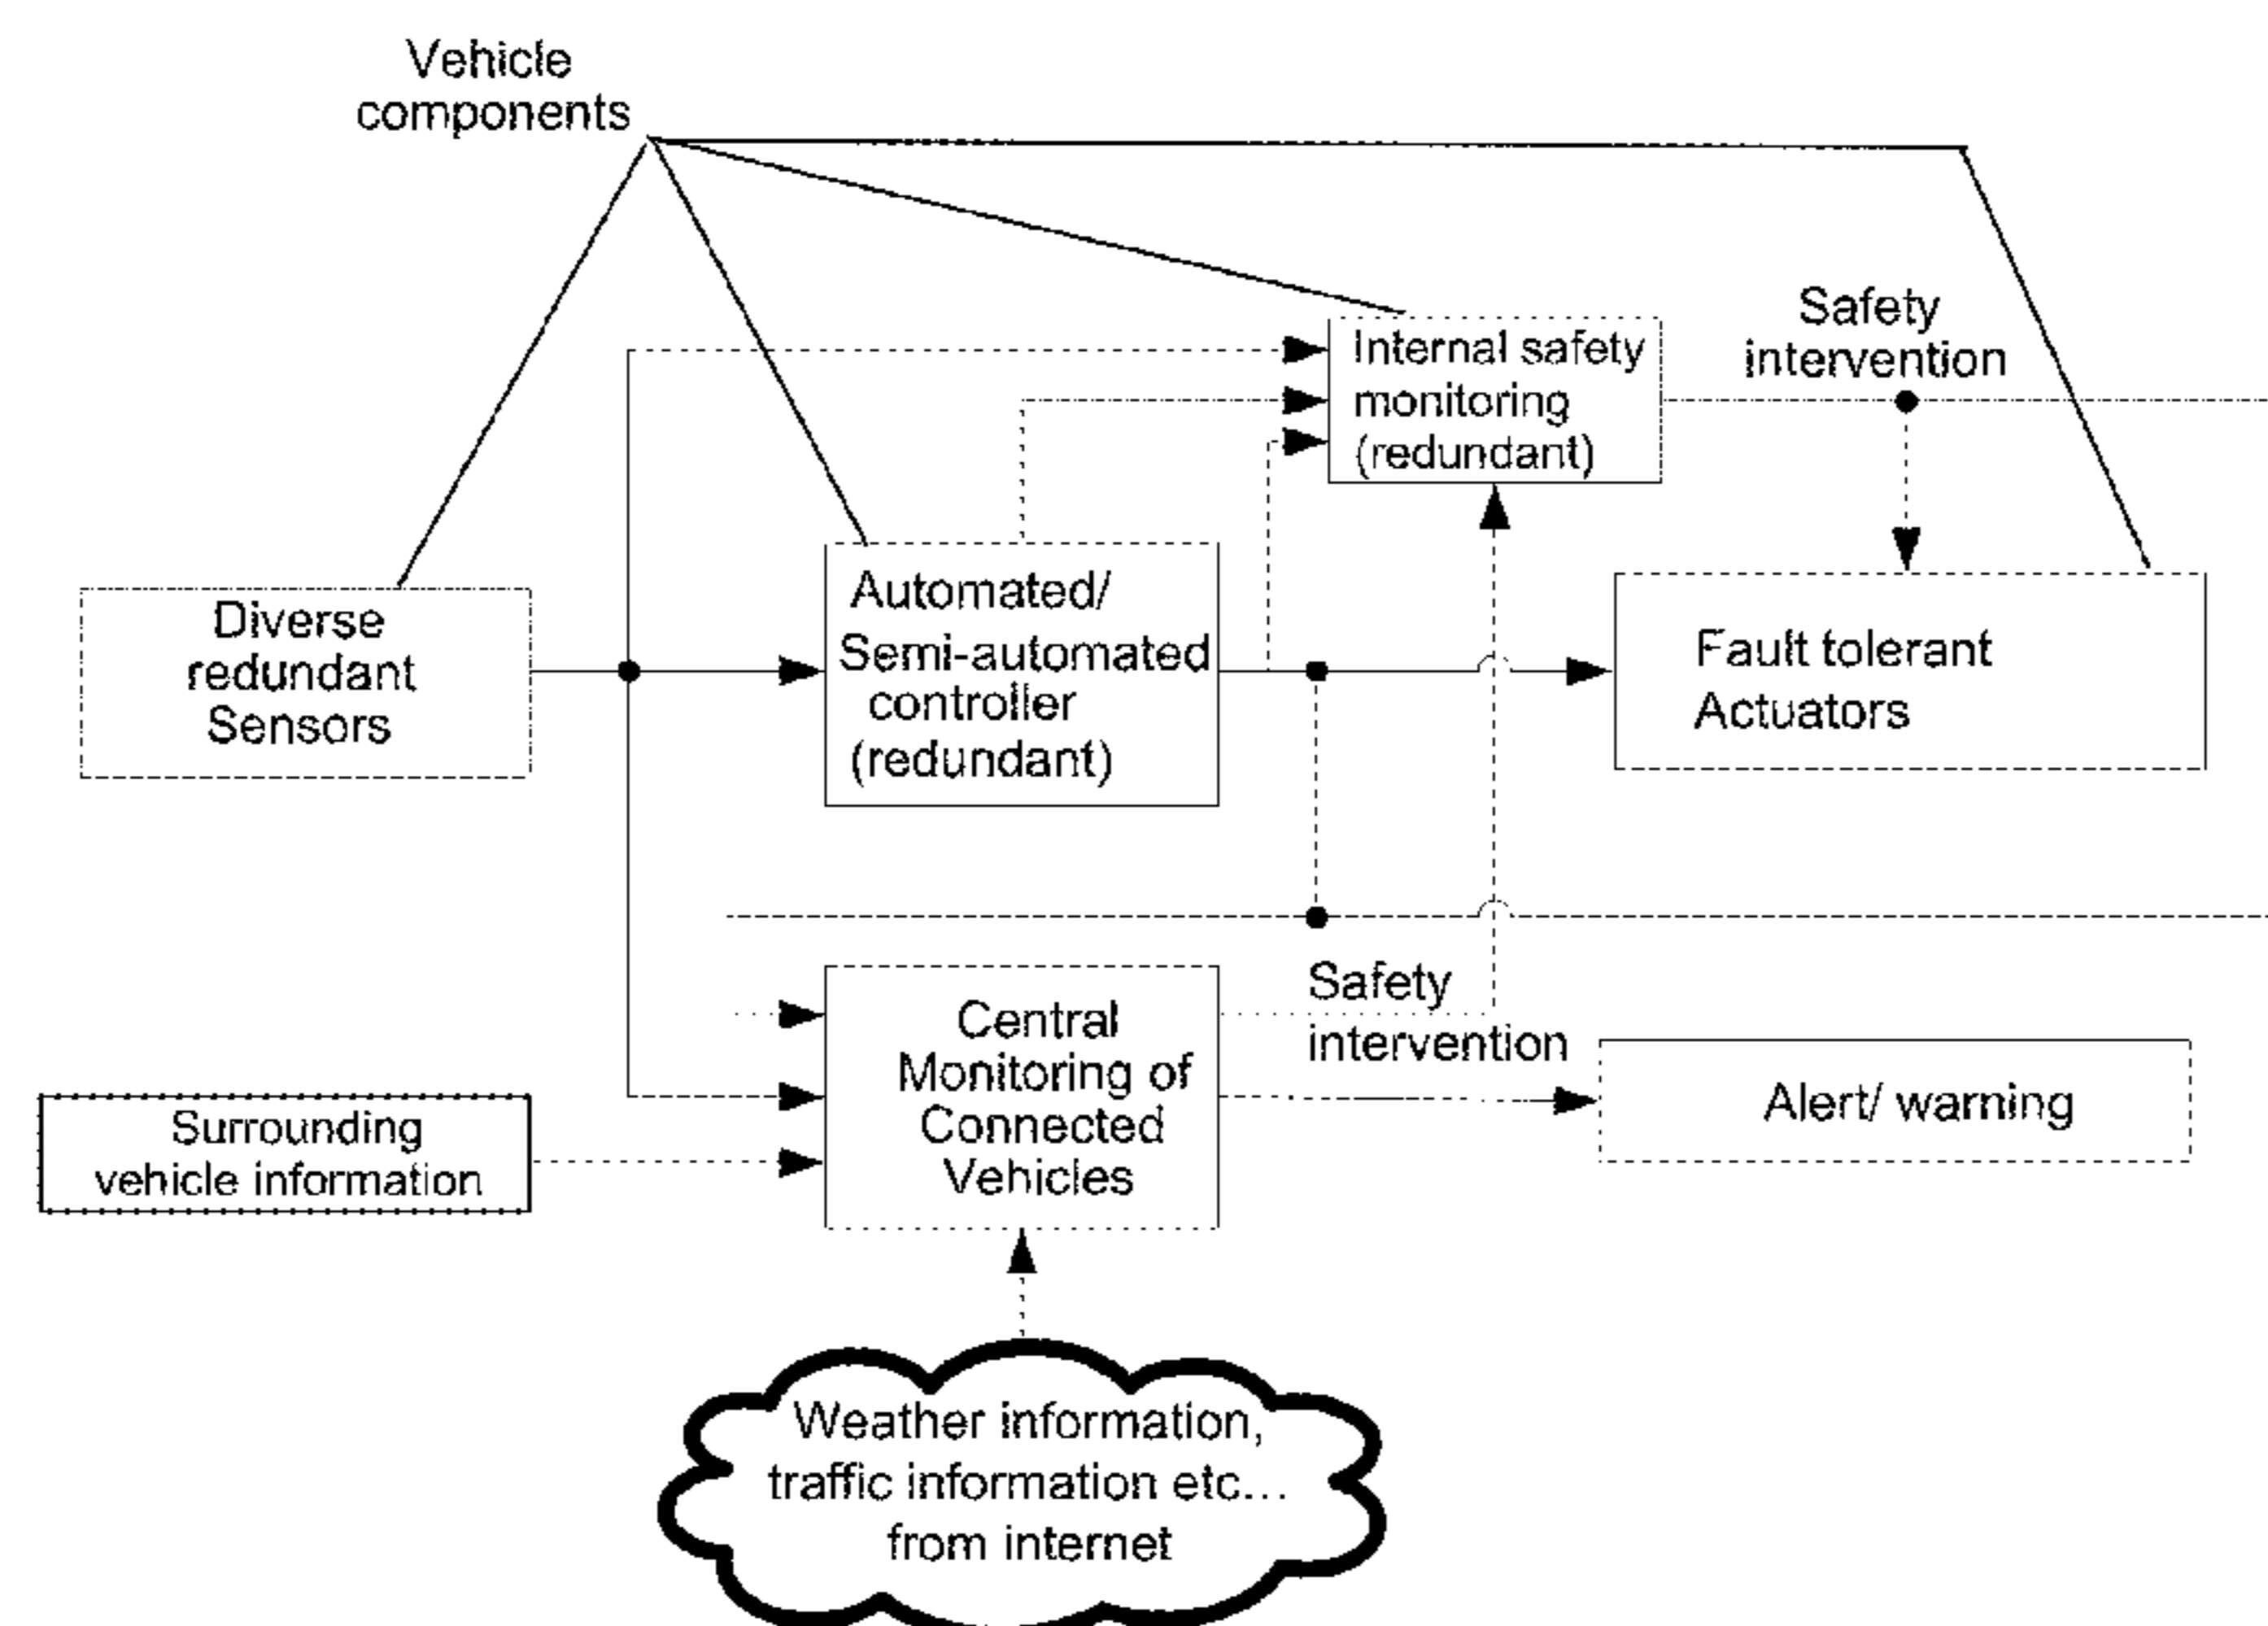 Vehicle
components
Safety
intervention
Internal safety
monitoring
(redundant)
Diverse
redundant
Sensors
Automated/
Semi-automated
controller
(redundant)
Fault tolerant
Actuators
Central
Monitoring of
Connected
Vehicles
Safety
intervention
Alert/ warning
Surrounding
vehicle information
Weather information,
traffic information etc...
from internet